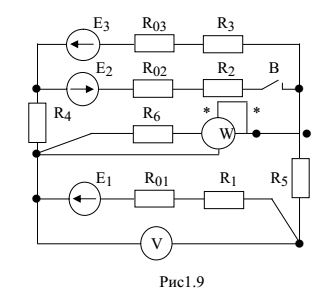 E3 R03 R3
E2 R02 R2 B
R4 R6 * W *
E1 R01 R1 R5
V
Рис1.9